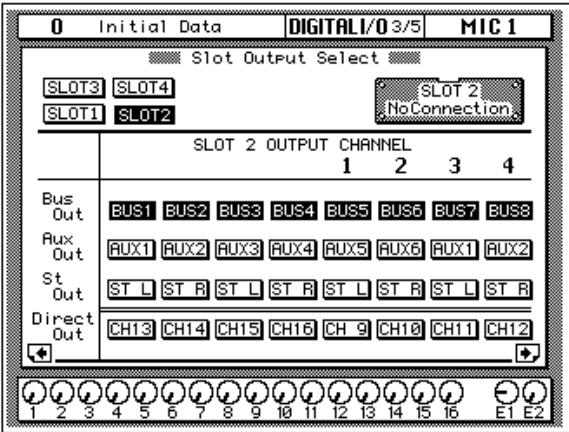 0 Initial Data DIGITAL I/O 3/5 MIC 1
Slot Output Select
SLOT3 SLOT4
SLOT1 SLOT2
SLOT 2
NoConnection
SLOT 2 OUTPUT CHANNEL
1 2 3 4
Bus Out BUS1 BUS2 BUS3 BUS4 BUS5 BUS6 BUS7 BUS8
Aux Out AUX1 AUX2 AUX3 AUX4 AUX5 AUX6 AUX1 AUX2
St Out ST L ST R ST L ST R ST L ST R ST L ST R
Direct Out CH13 CH14 CH15 CH16 CH 9 CH10 CH11 CH12
1 2 3 4 5 6 7 8 9 10 11 12 13 14 15 16 E1 E2